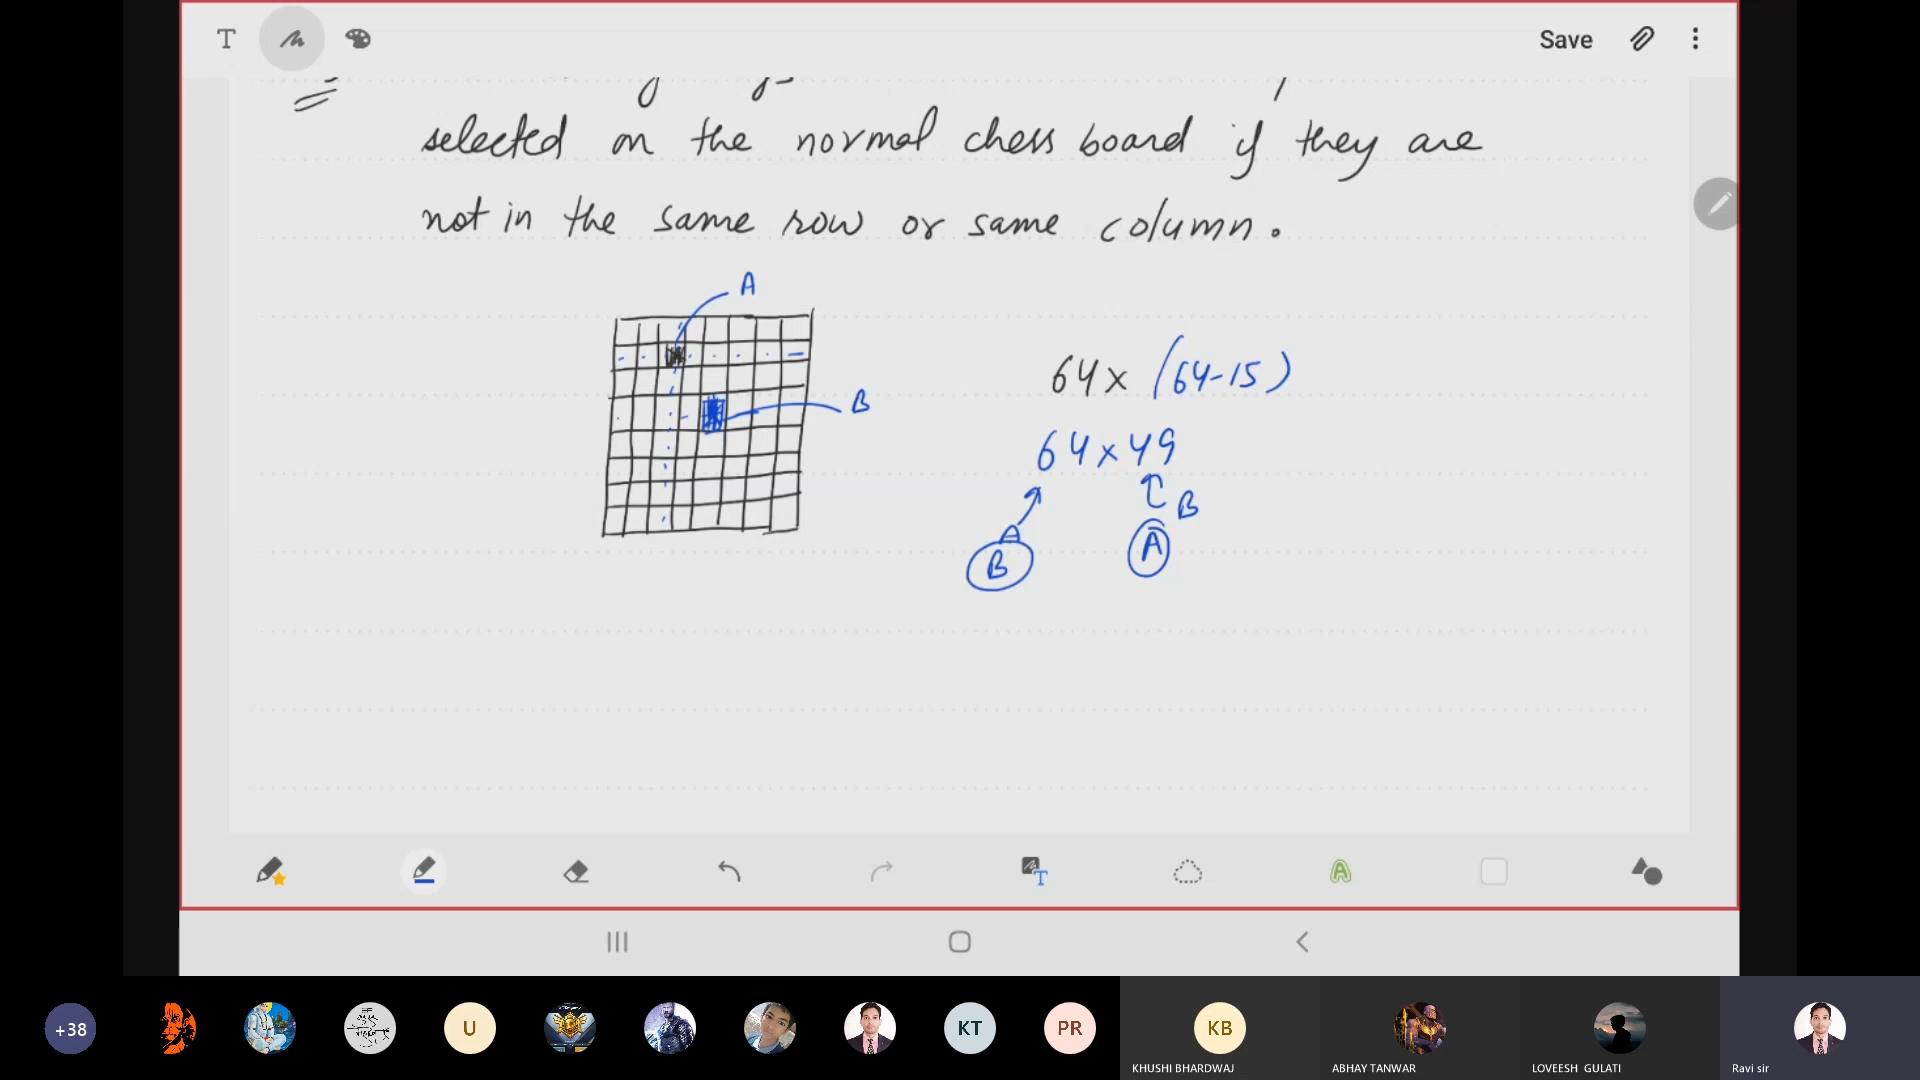 T
Save
selected on the normal chess board if they are
not in the same row or same column.
A
B
64 x (64-15)
64 x 49
B
A
B
A
T
A
+38
U
KT
PR
KB
KHUSHI BHARDWAJ
ABHAY TANWAR
LOVEESH GULATI
Ravi sir